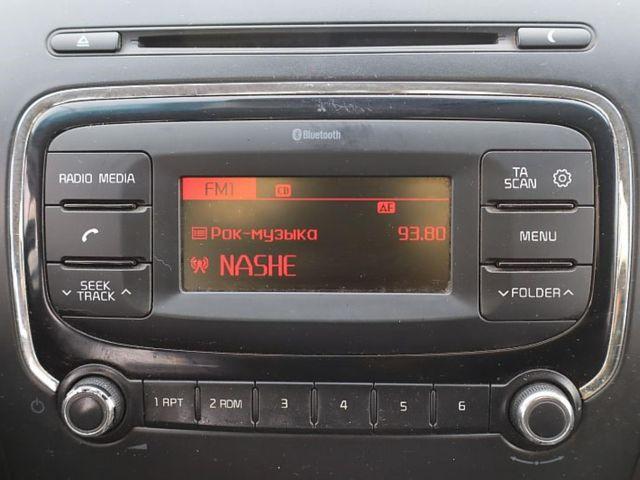 Bluetooth
RADIO MEDIA
TA
SCAN
FM1
CD
AF
Рок-музыка 93.80
NASHE
MENU
SEEK
TRACK
FOLDER
1 RPT
2 RDM
3
4
5
6